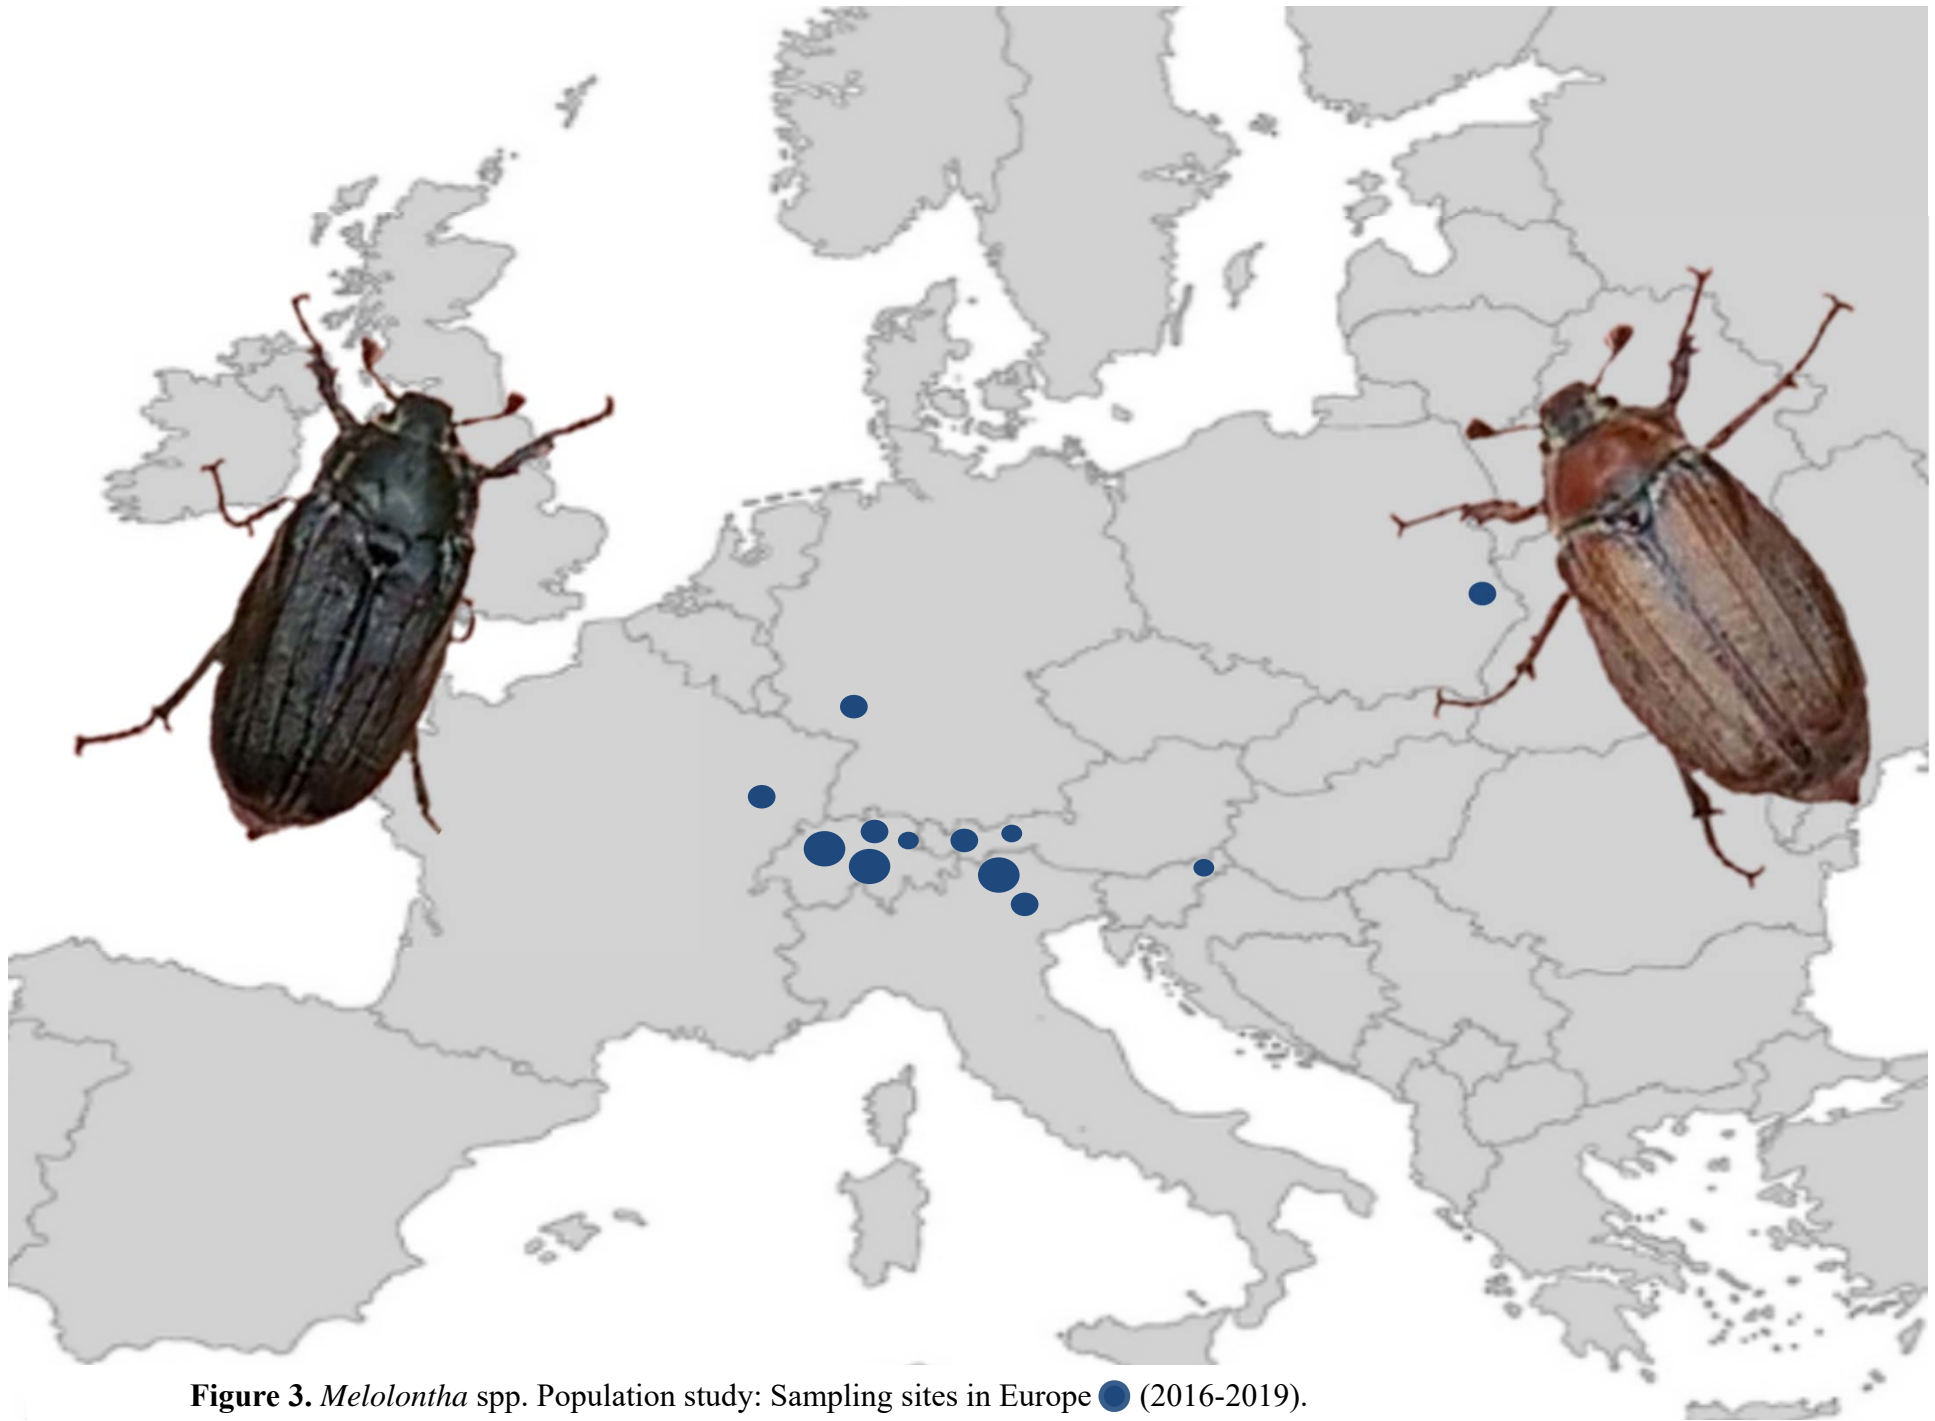 Figure 3. Melolontha spp. Population study: Sampling sites in Europe (2016-2019).